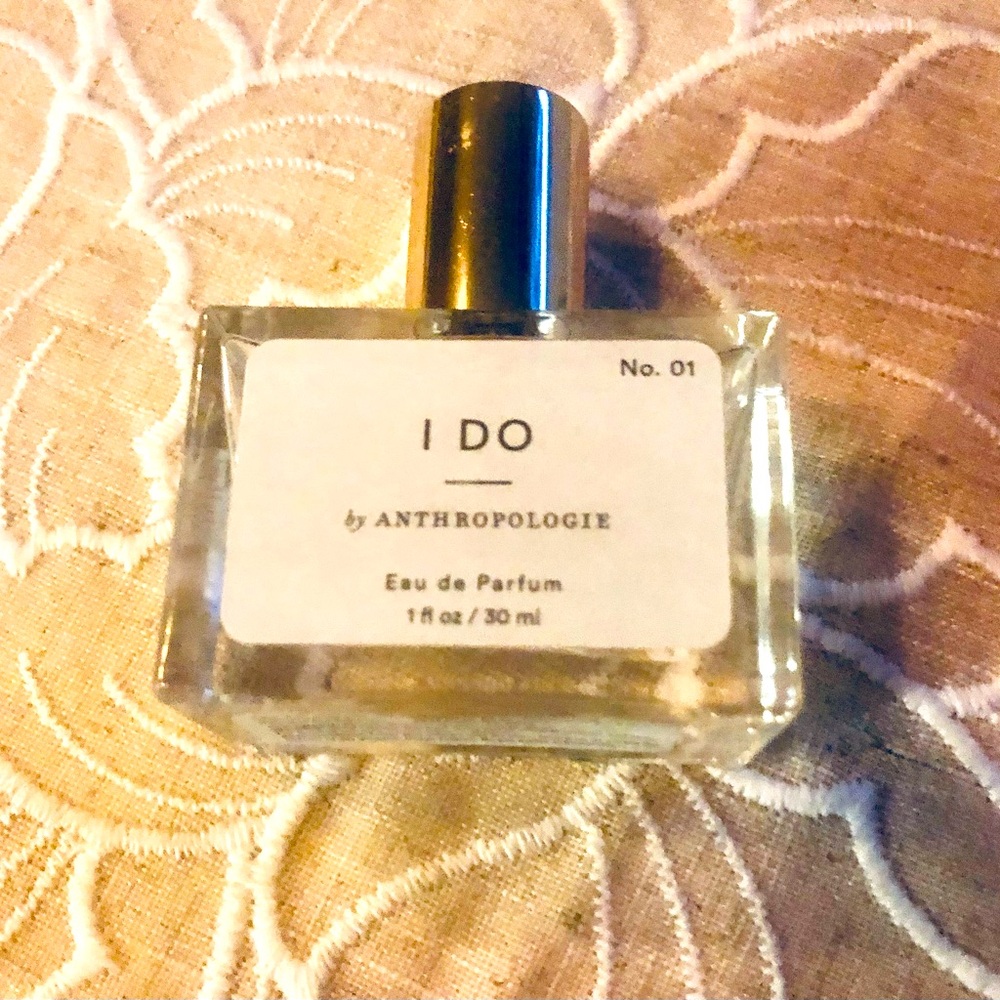 No. 01
I DO
by ANTHROPOLOGIE
Eau de Parfum
1 fl oz / 30 ml